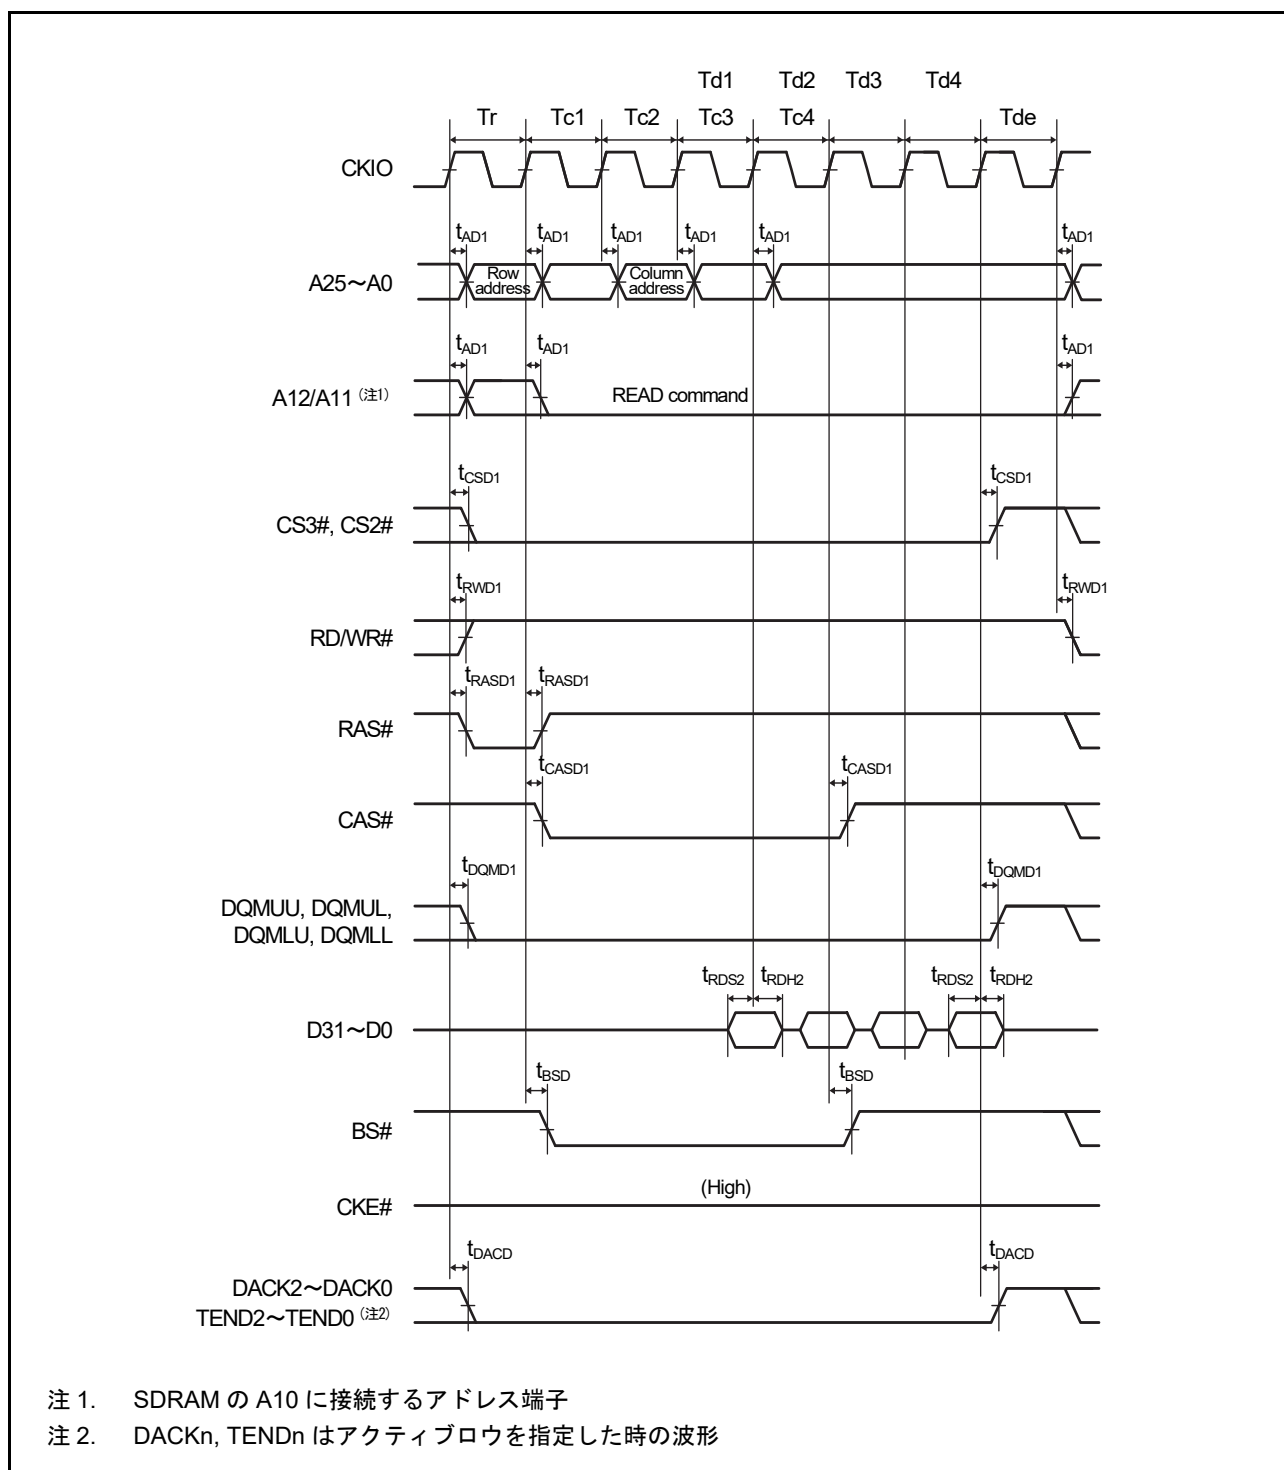 Td1 Td2 Td3 Td4
Tr Tc1 Tc2 Tc3 Tc4 Tde
CKIO
tAD1 tAD1 tAD1 tAD1 tAD1 tAD1
A25～A0 Row address Column address
tAD1 tAD1 tAD1
A12/A11 (注1) READ command
tCSD1 tCSD1
CS3#, CS2#
tRWD1 tRWD1
RD/WR#
tRASD1 tRASD1
RAS#
tCASD1 tCASD1
CAS#
tDQMD1 tDQMD1
DQMUU, DQMUL,
DQMLU, DQMLL
tRDS2 tRDH2 tRDS2 tRDH2
D31～D0
tBSD tBSD
BS#
(High)
CKE#
tDACD tDACD
DACK2～DACK0
TEND2～TEND0 (注2)
注 1. SDRAM の A10 に接続するアドレス端子
注 2. DACKn, TENDn はアクティブロウを指定した時の波形